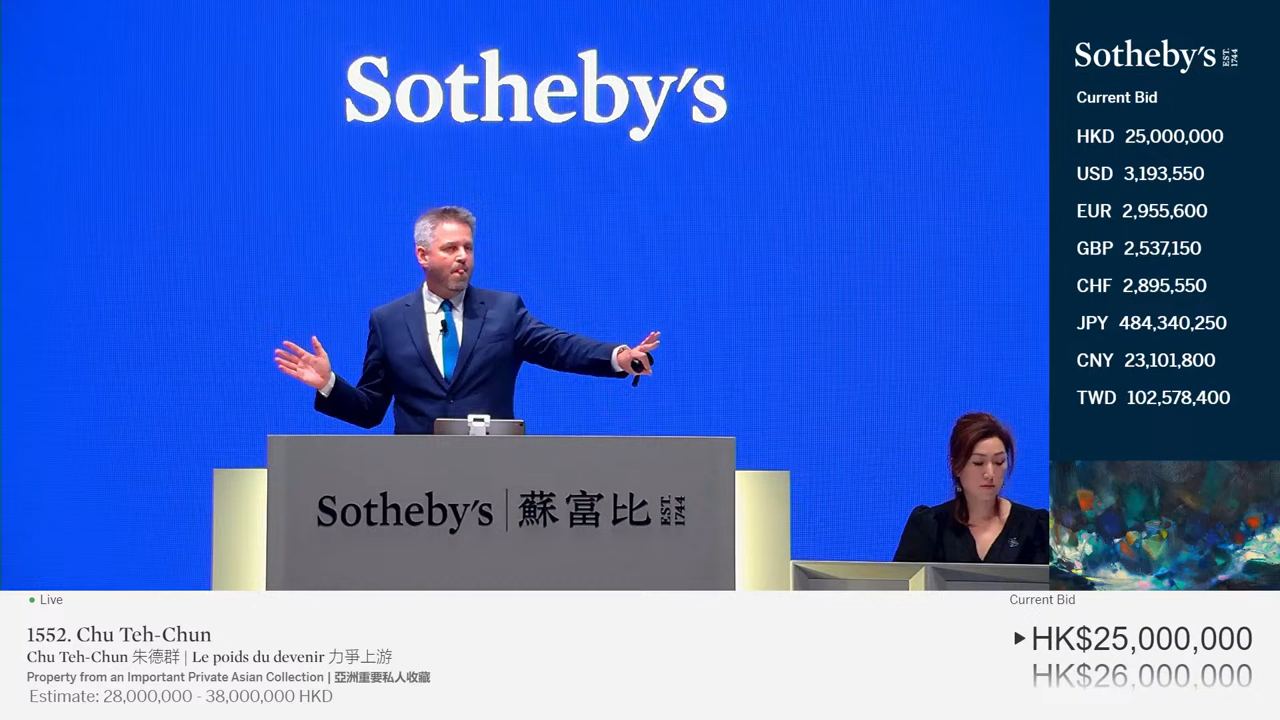 Sotheby's
Sotheby's EST. 1744
Current Bid
HKD 25,000,000
USD 3,193,550
EUR 2,955,600
GBP 2,537,150
CHF 2,895,550
JPY 484,340,250
CNY 23,101,800
TWD 102,578,400
Sotheby's | 蘇富比 EST. 1744
Live
1552. Chu Teh-Chun
Chu Teh-Chun 朱德群 | Le poids du devenir 力爭上游
Property from an Important Private Asian Collection | 亞洲重要私人收藏
Estimate: 28,000,000 - 38,000,000 HKD
Current Bid
HK$25,000,000
HK$26,000,000